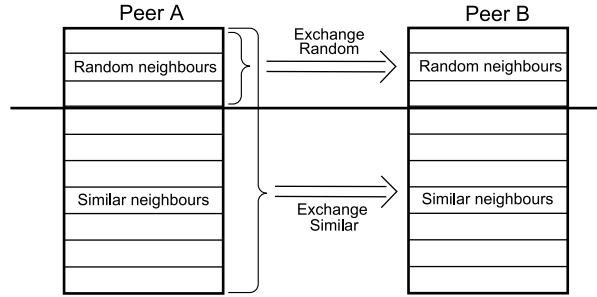 Peer A
Peer B
Exchange
Random
Random neighbours
Random neighbours
Similar neighbours
Similar neighbours
Exchange
Similar